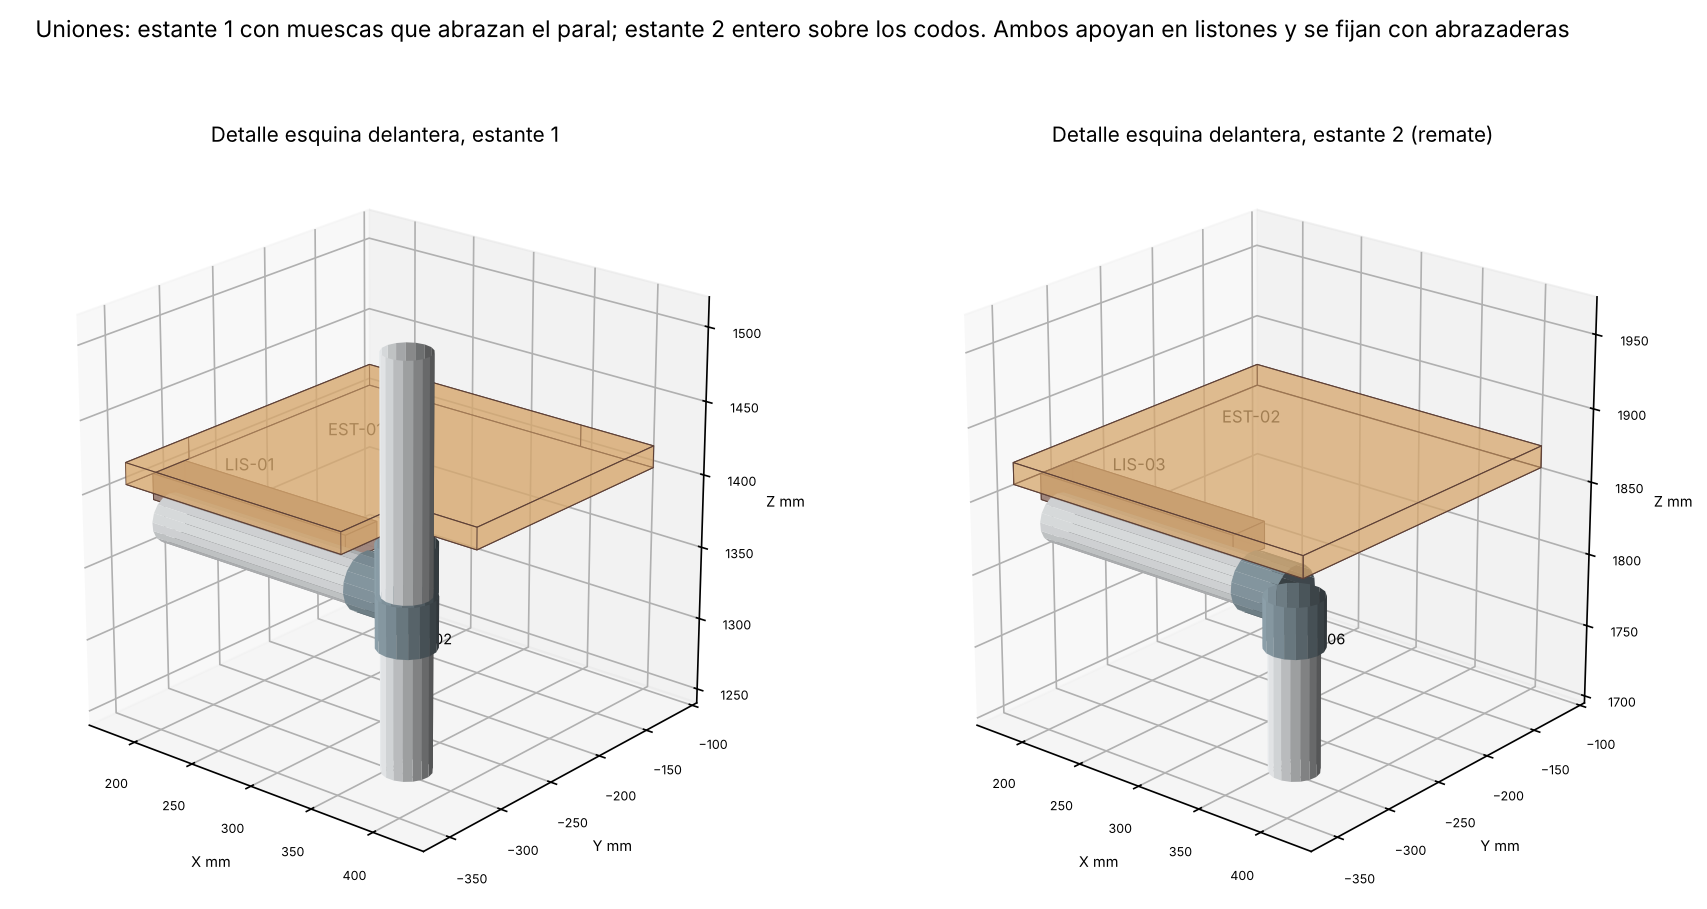 Uniones: estante 1 con muescas que abrazan el paral; estante 2 entero sobre los codos. Ambos apoyan en listones y se fijan con abrazaderas
Detalle esquina delantera, estante 1
EST-01
LIS-01
02
1500
1450
1400
1350
1300
1250
Z mm
200
250
300
350
400
X mm
−350
−300
−250
−200
−150
−100
Y mm
Detalle esquina delantera, estante 2 (remate)
EST-02
LIS-03
06
1950
1900
1850
1800
1750
1700
Z mm
200
250
300
350
400
X mm
−350
−300
−250
−200
−150
−100
Y mm